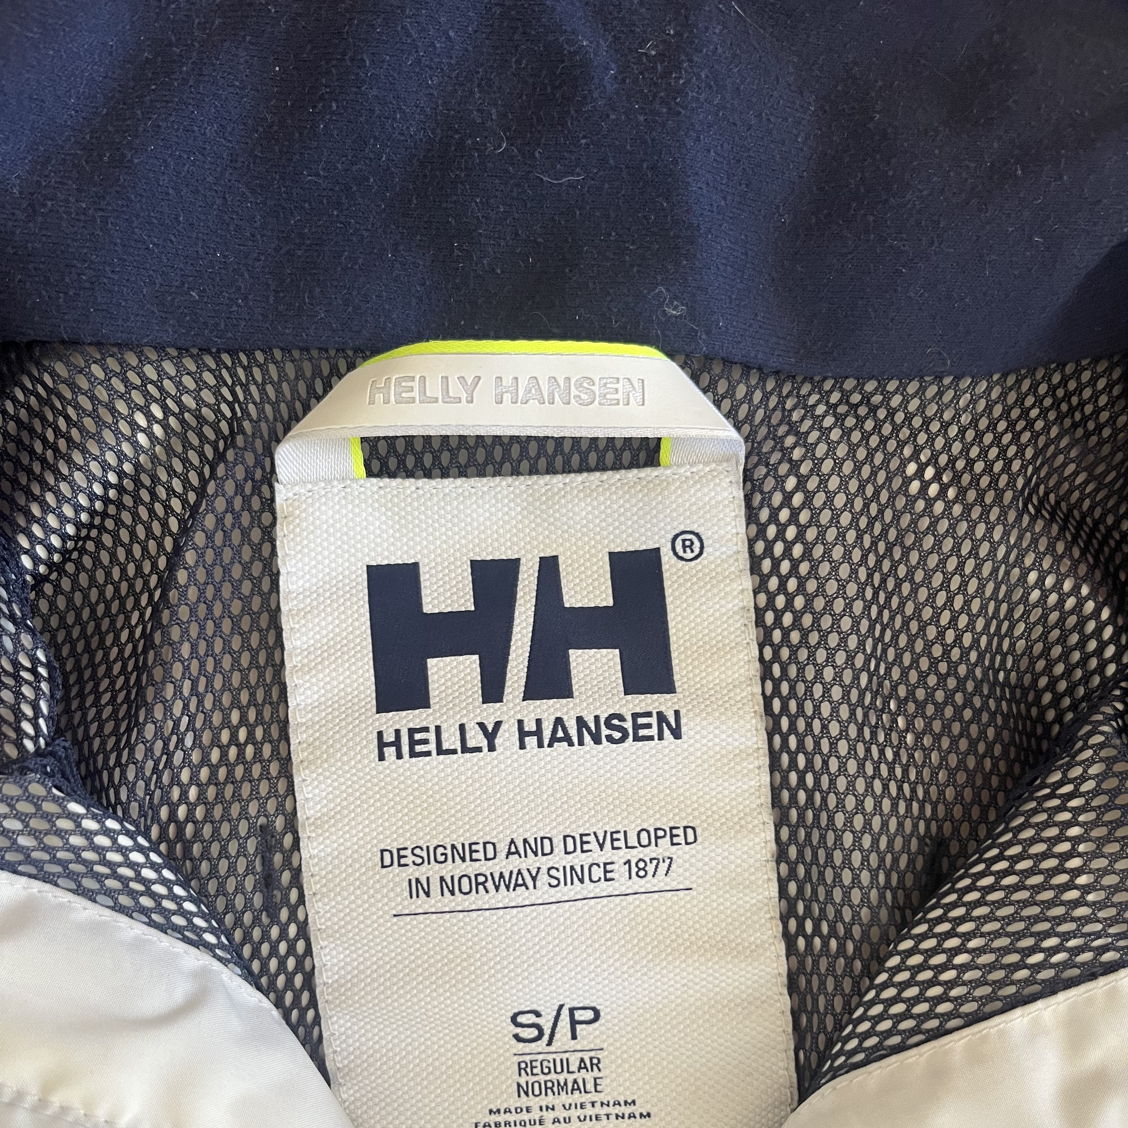 HELLY HANSEN
HH®
HELLY HANSEN
DESIGNED AND DEVELOPED
IN NORWAY SINCE 1877
S/P
REGULAR
NORMALE
MADE IN VIETNAM
FABRIQUÉ AU VIETNAM